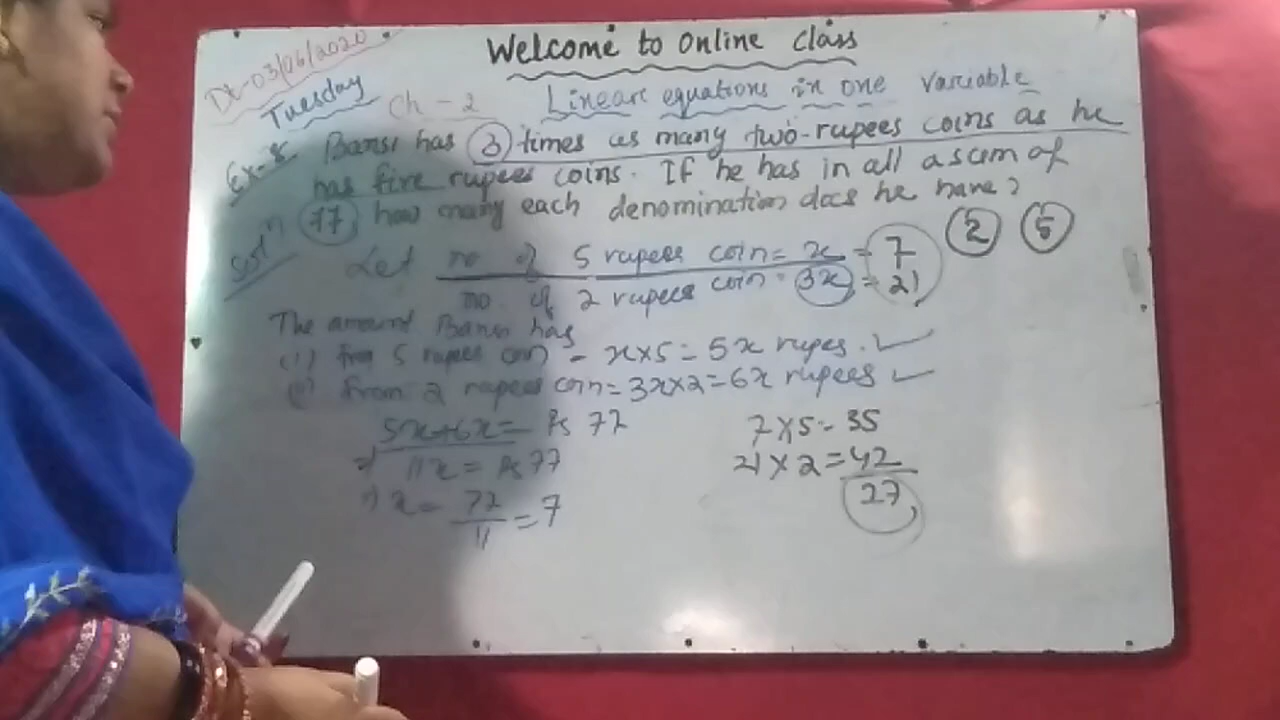 Welcome to Online Class
Dt-03/06/2020
Tuesday
Ch-2 Linear equations in one variable
Ex-8 Bansi has 3 times as many two-rupees coins as he
has five rupees coins. If he has in all a sum of
77 how many each denomination does he have?
Sol^n) Let no of 5 rupees coin = x = 7
no. of 2 rupees coin = 3x = 21
2 5
The amount Bansi has
(i) from 5 rupes coin - x×5 = 5x rupes. ✓
(ii) from 2 rupees coin = 3x×2 = 6x rupees ✓
5x+6x = Rs 77
⇒ 11x = Rs 77
⇒ x = 77/11 = 7
7×5 = 35
21×2 = 42
77